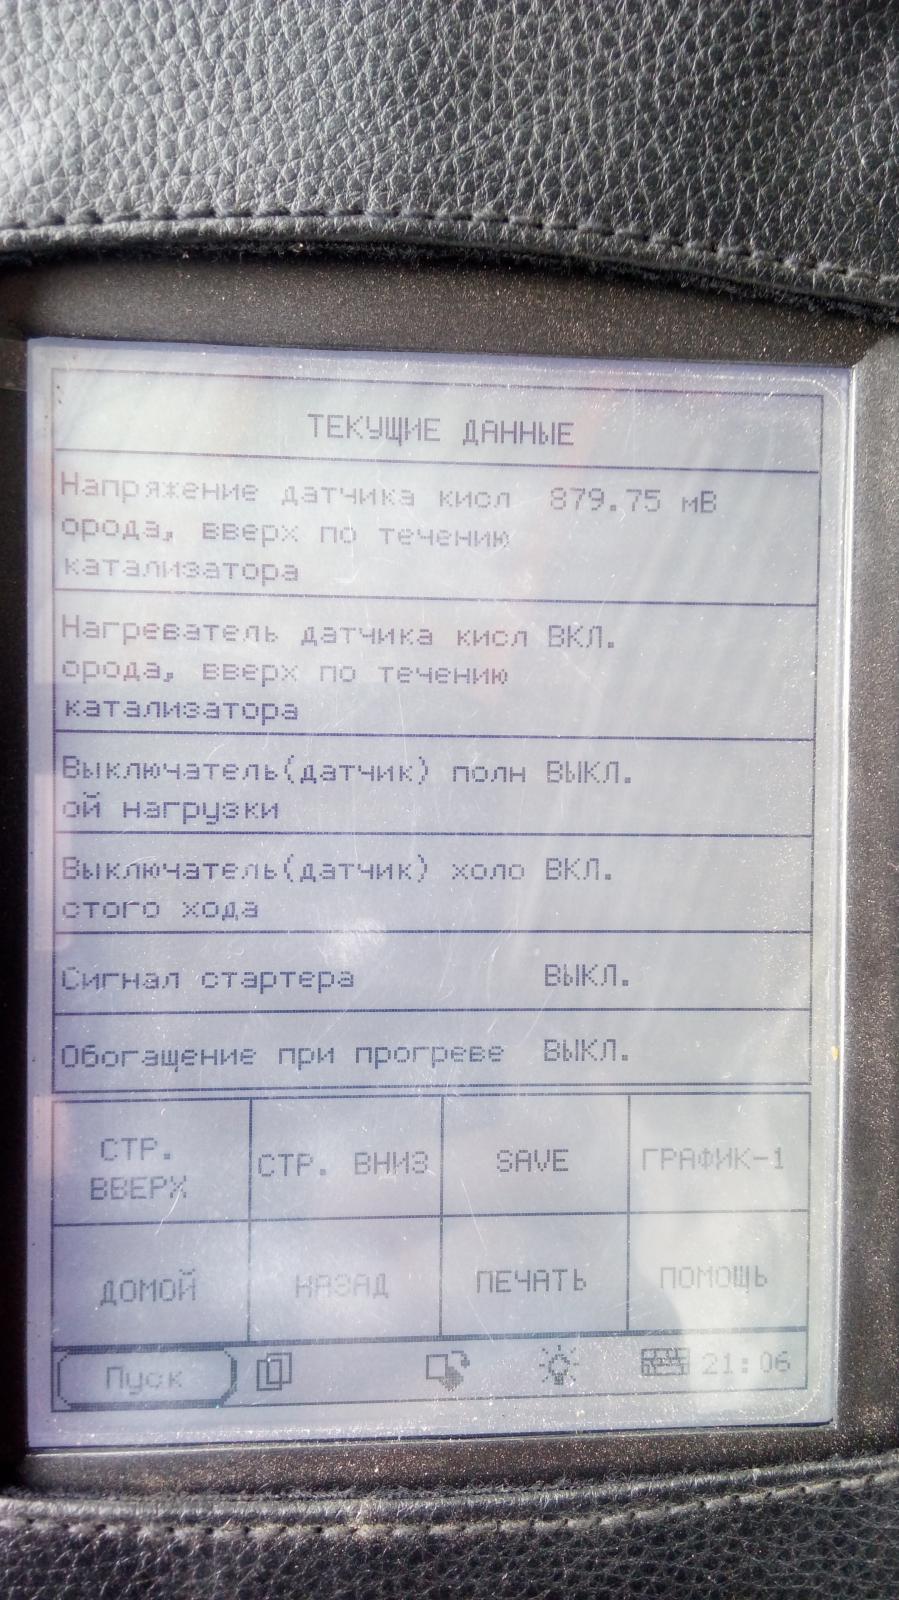 ТЕКУЩИЕ ДАННЫЕ
Напряжение датчика кисл 879.75 мВ
орода, вверх по течению
катализатора
Нагреватель датчика кисл ВКЛ.
орода, вверх по течению
катализатора
Выключатель(датчик) полн ВЫКЛ.
ой нагрузки
Выключатель(датчик) холо ВКЛ.
стого хода
Сигнал стартера ВЫКЛ.
Обогащение при прогреве ВЫКЛ.
СТР. ВВЕРХ
СТР. ВНИЗ
SAVE
ГРАФИК-1
ДОМОЙ
НАЗАД
ПЕЧАТЬ
ПОМОЩЬ
Пуск
21:06